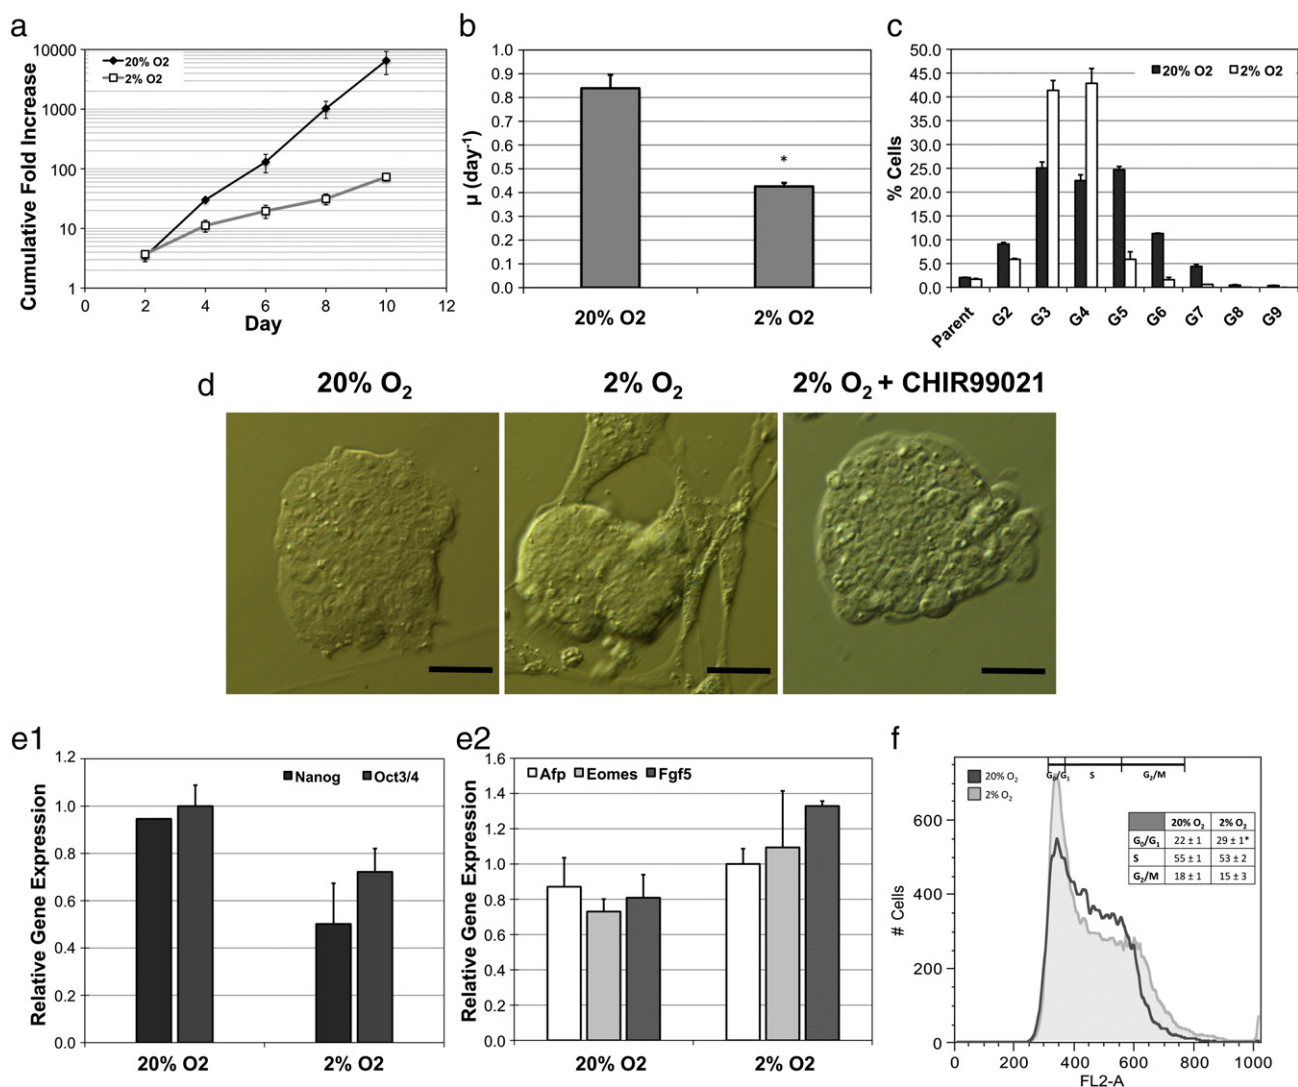 a
Cumulative Fold Increase
10000
1000
100
10
1
20% O2
2% O2
0 2 4 6 8 10 12
Day
b
µ (day⁻¹)
1.0
0.9
0.8
0.7
0.6
0.5
0.4
0.3
0.2
0.1
0.0
*
20% O2 2% O2
c
% Cells
50.0
45.0
40.0
35.0
30.0
25.0
20.0
15.0
10.0
5.0
0.0
20% O2 2% O2
Parent G2 G3 G4 G5 G6 G7 G8 G9
d
20% O₂ 2% O₂ 2% O₂ + CHIR99021
e1
Relative Gene Expression
1.2
1.0
0.8
0.6
0.4
0.2
0.0
Nanog Oct3/4
20% O2 2% O2
e2
Relative Gene Expression
1.6
1.4
1.2
1.0
0.8
0.6
0.4
0.2
0.0
Afp Eomes Fgf5
20% O2 2% O2
f
# Cells
600
400
200
0
20% O₂
2% O₂
G₀/G₁ S G₂/M
20% O₂ 2% O₂
G₀/G₁ 22 ± 1 29 ± 1*
S 55 ± 1 53 ± 2
G₂/M 18 ± 1 15 ± 3
0 200 400 600 800 1000
FL2-A